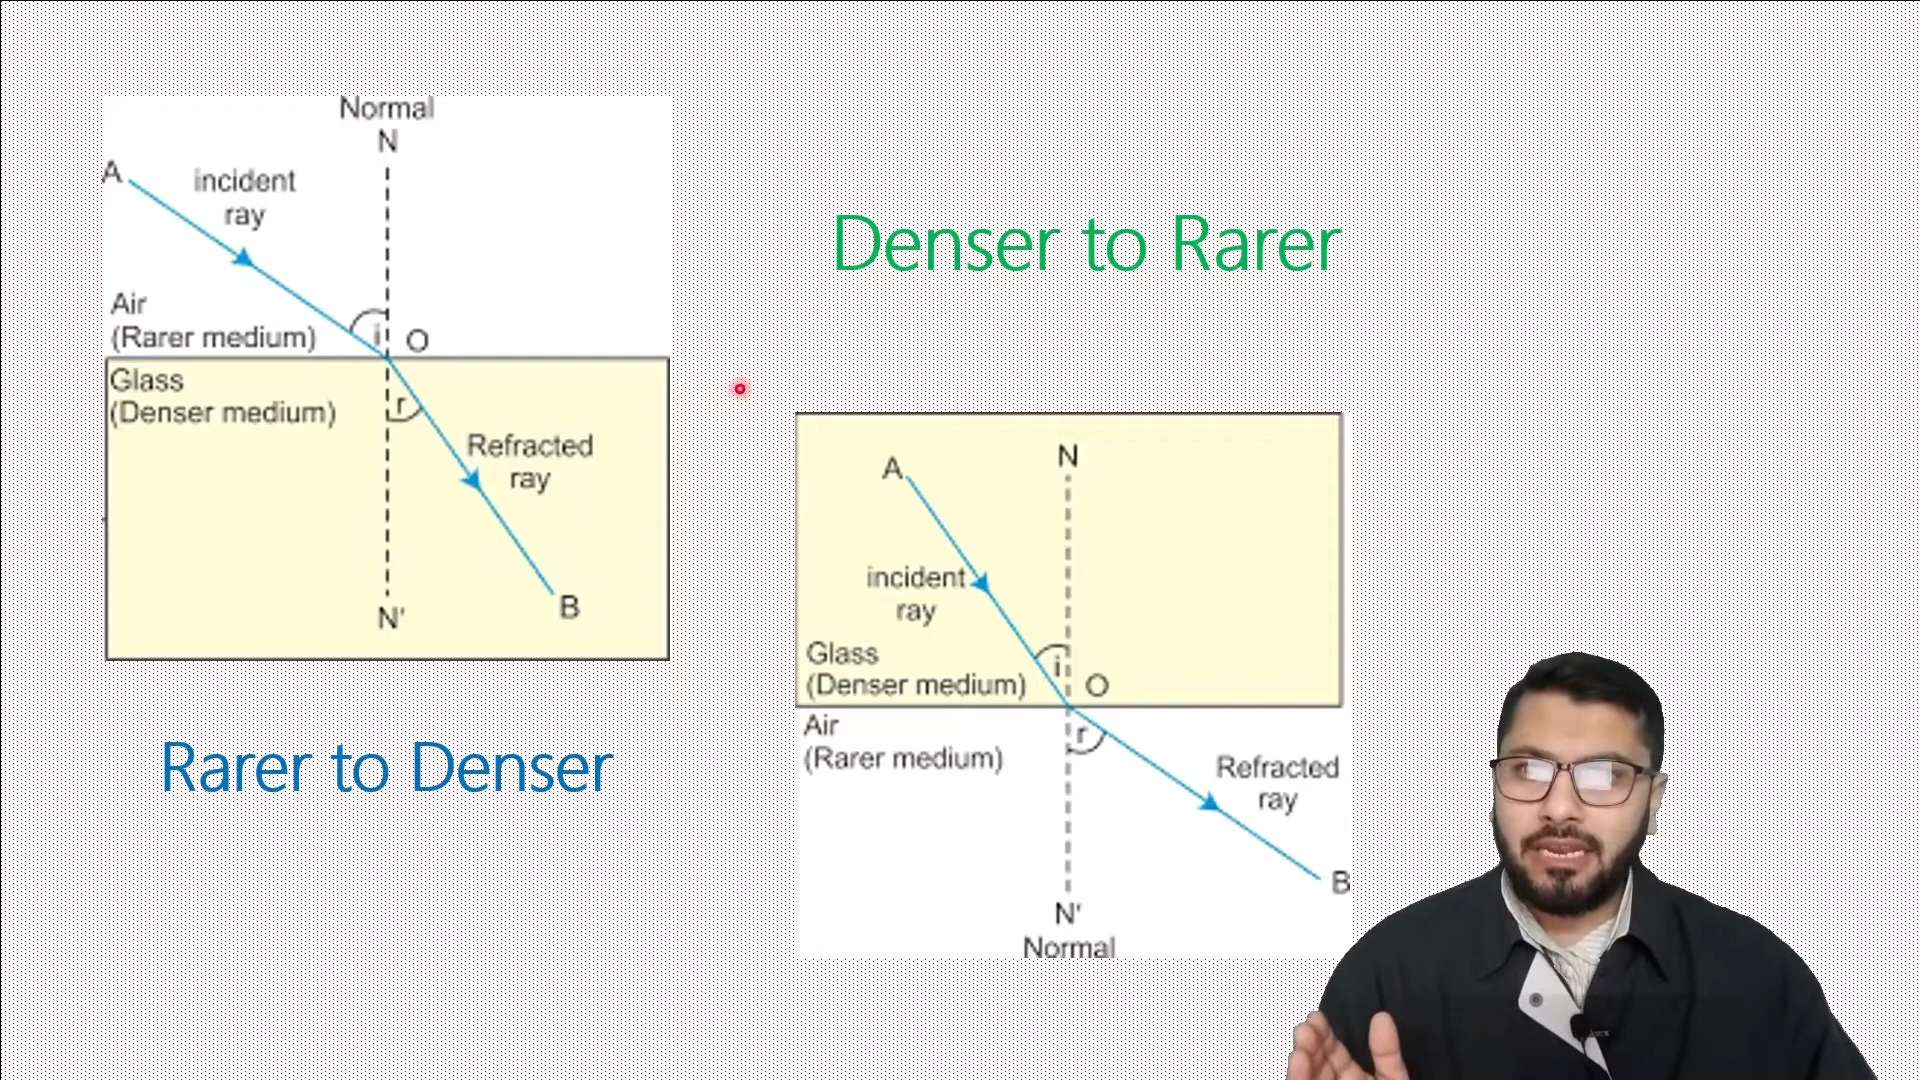 Normal
N
A
incident
ray
Air
(Rarer medium)
i
O
Glass
(Denser medium)
r
Refracted
ray
N'
B
Rarer to Denser
Denser to Rarer
N
A
incident
ray
Glass
(Denser medium)
i
O
Air
(Rarer medium)
r
Refracted
ray
B
N'
Normal